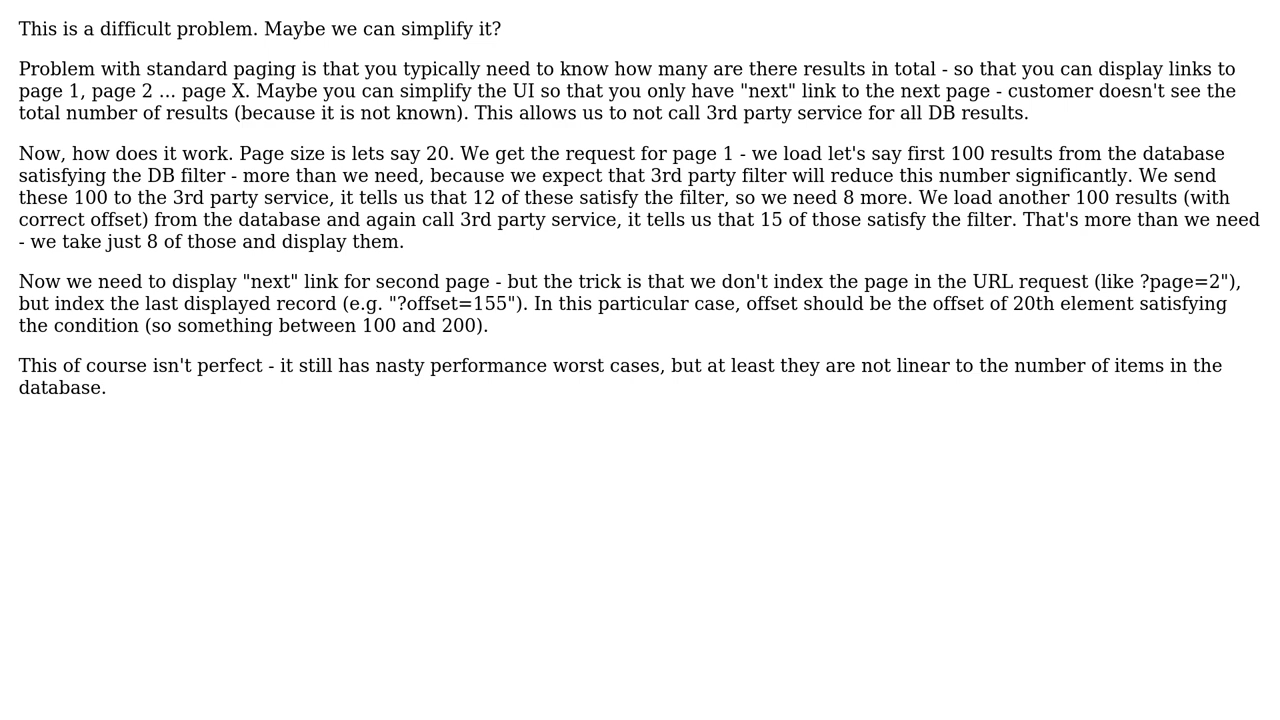 This is a difficult problem. Maybe we can simplify it?
Problem with standard paging is that you typically need to know how many are there results in total - so that you can display links to
page 1, page 2 ... page X. Maybe you can simplify the UI so that you only have "next" link to the next page - customer doesn't see the
total number of results (because it is not known). This allows us to not call 3rd party service for all DB results.
Now, how does it work. Page size is lets say 20. We get the request for page 1 - we load let's say first 100 results from the database
satisfying the DB filter - more than we need, because we expect that 3rd party filter will reduce this number significantly. We send
these 100 to the 3rd party service, it tells us that 12 of these satisfy the filter, so we need 8 more. We load another 100 results (with
correct offset) from the database and again call 3rd party service, it tells us that 15 of those satisfy the filter. That's more than we need
- we take just 8 of those and display them.
Now we need to display "next" link for second page - but the trick is that we don't index the page in the URL request (like ?page=2"),
but index the last displayed record (e.g. "?offset=155"). In this particular case, offset should be the offset of 20th element satisfying
the condition (so something between 100 and 200).
This of course isn't perfect - it still has nasty performance worst cases, but at least they are not linear to the number of items in the
database.